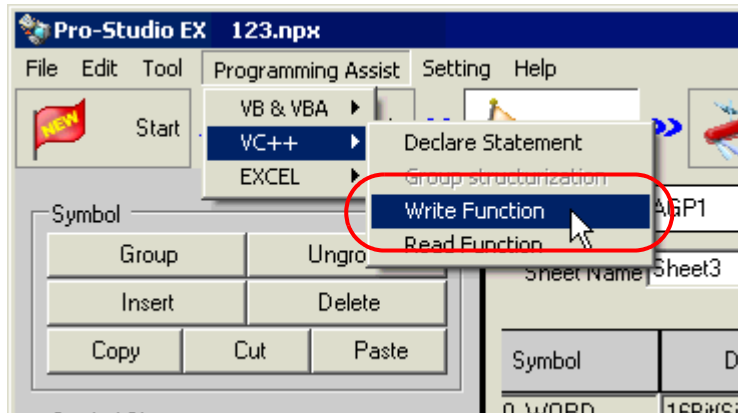 Pro-Studio EX 123.npx
File Edit Tool Programming Assist Setting Help
NEW
Start
VB & VBA
VC++
EXCEL
Declare Statement
Group structurization
Write Function
Read Function
AGP1
Sheet Name Sheet3
Symbol
Group
Insert Delete
Copy Cut Paste
Symbol